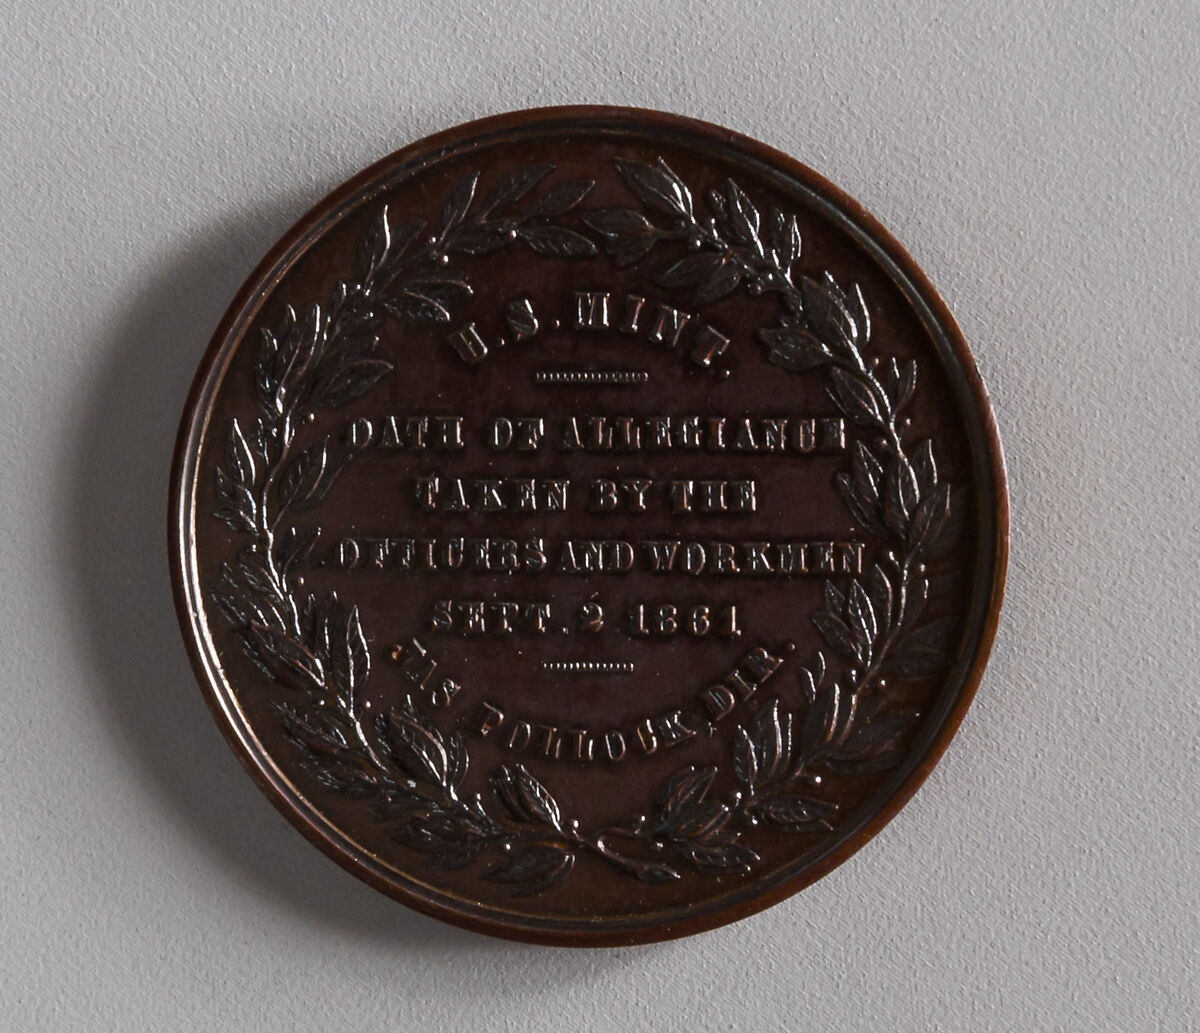 U.S. MINT.
OATH OF ALLEGIANCE
TAKEN BY THE
OFFICERS AND WORKMEN
SEPT. 2 1861
JAS POLLOCK, DIR.